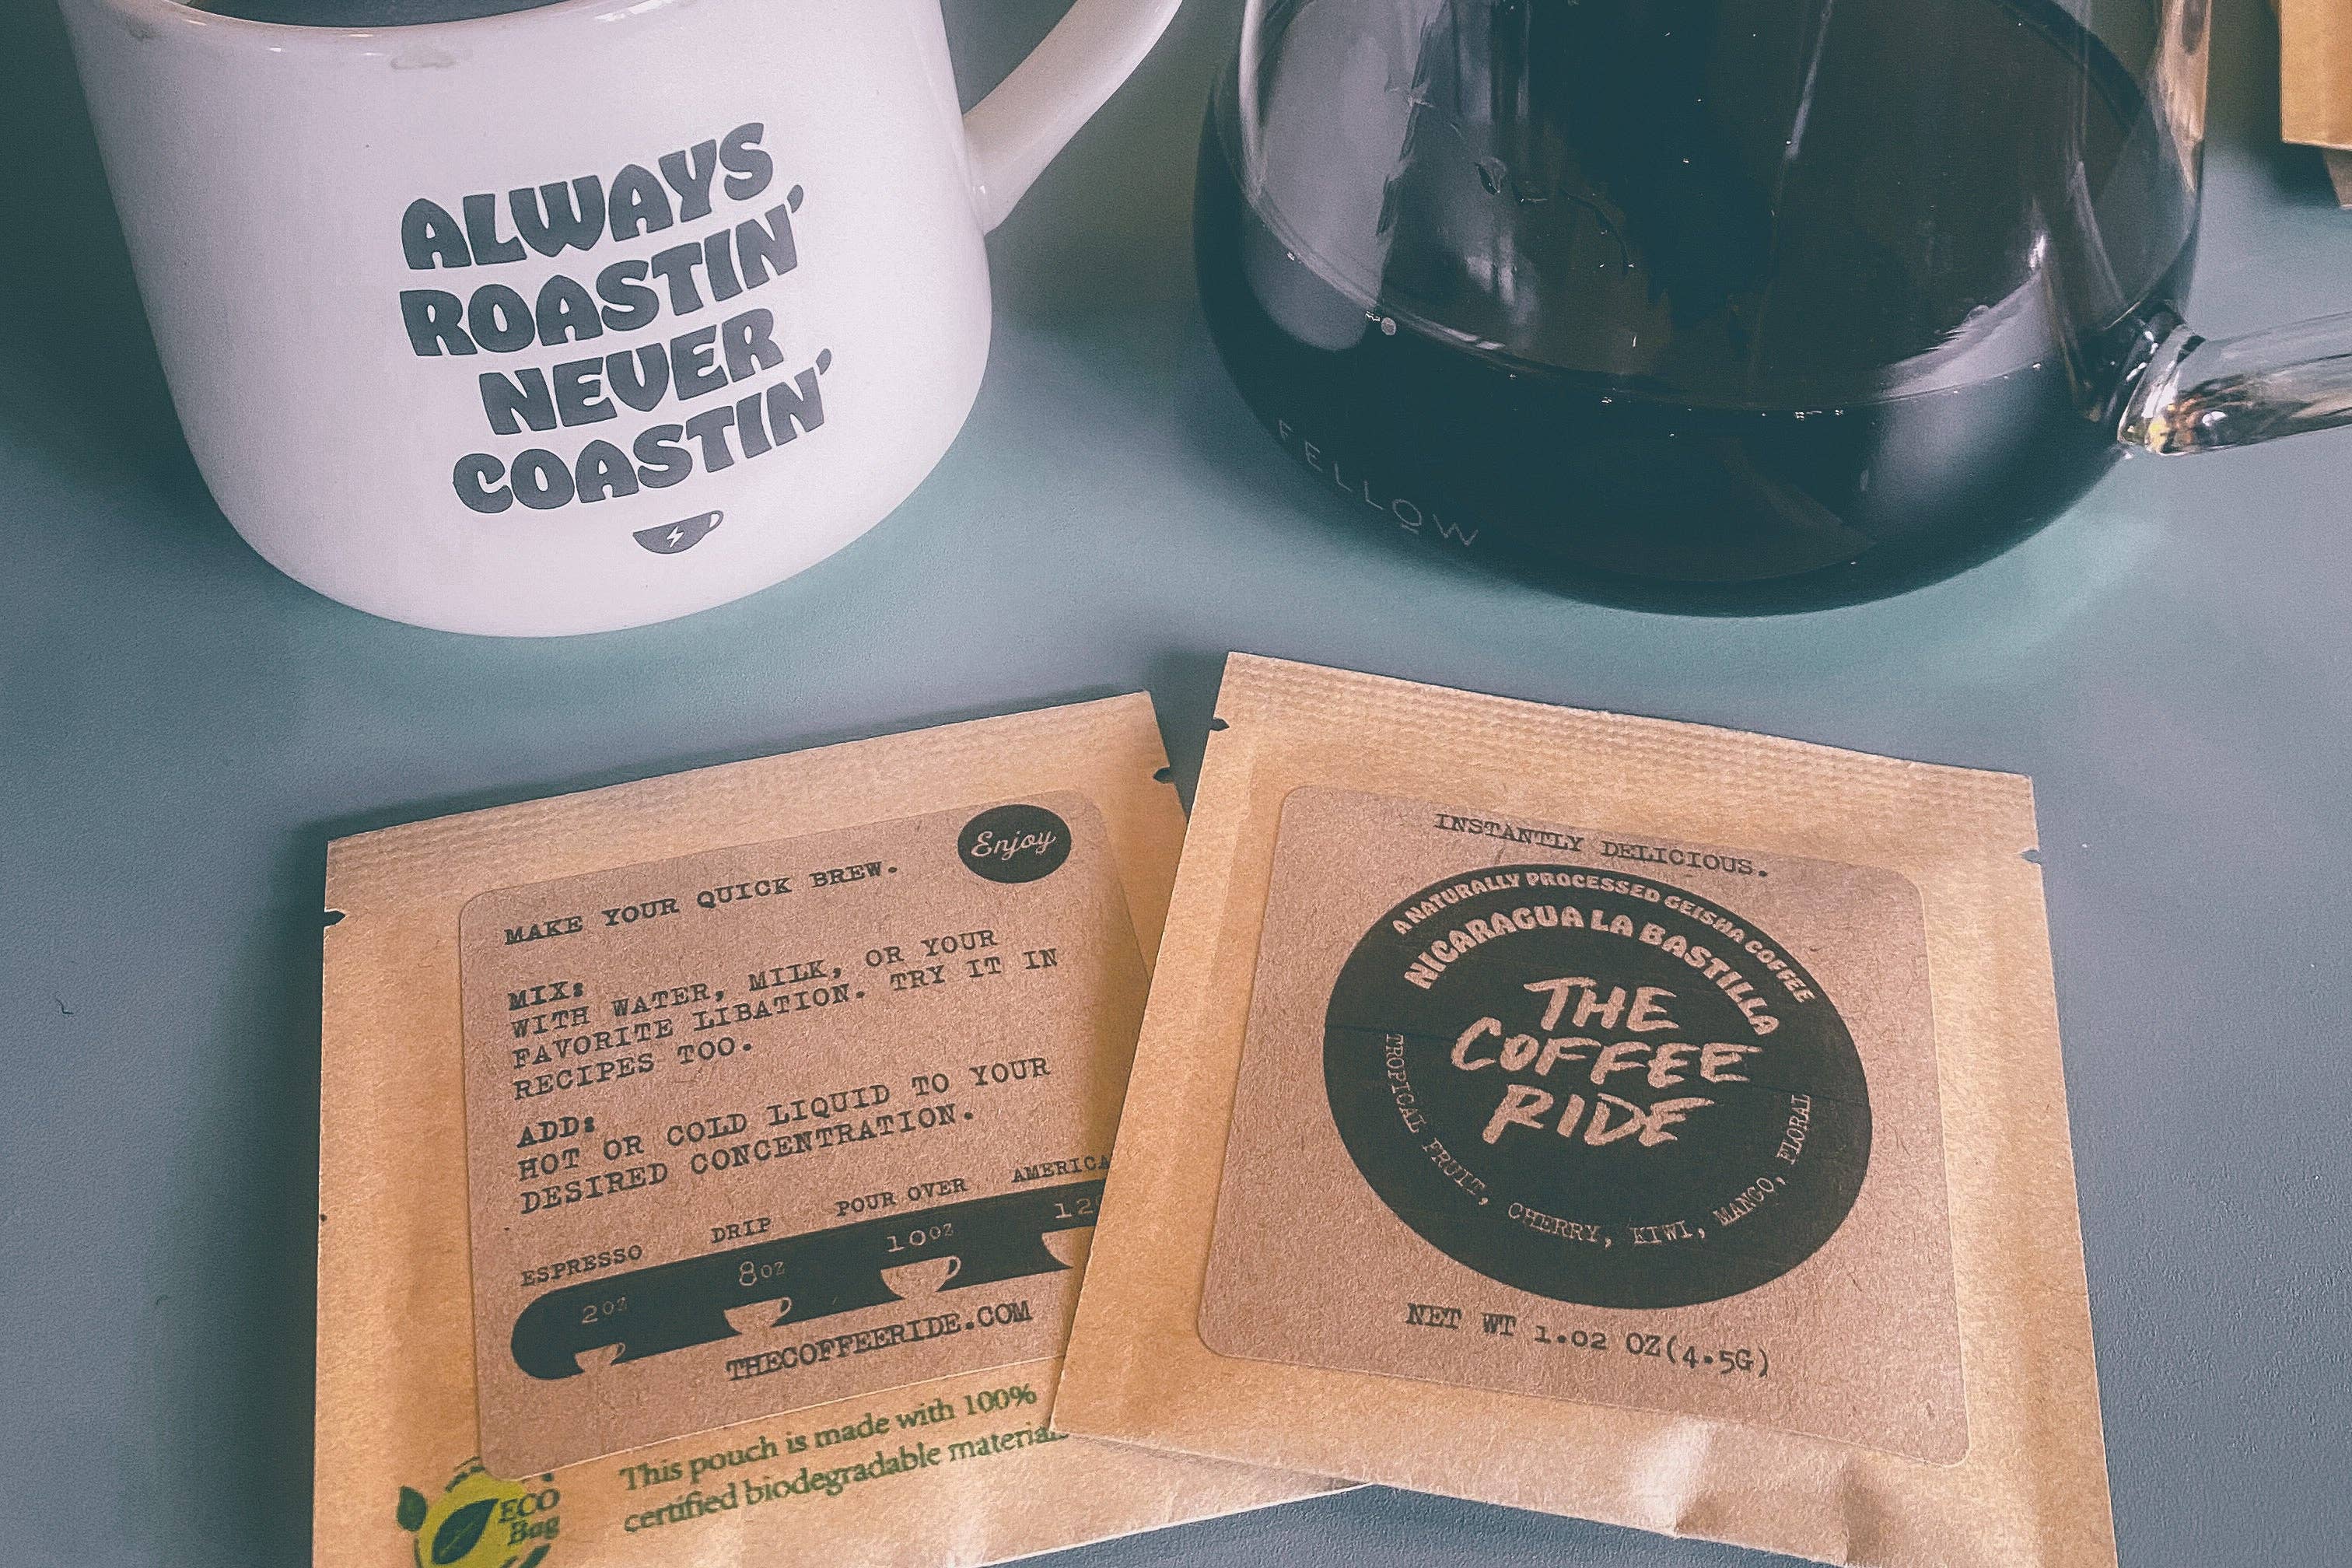 ALWAYS
ROASTIN'
NEVER
COASTIN'
FELLOW
Enjoy
MAKE YOUR QUICK BREW.
MIX:
WITH WATER, MILK, OR YOUR
FAVORITE LIBATION. TRY IT IN
RECIPES TOO.
ADD:
HOT OR COLD LIQUID TO YOUR
DESIRED CONCENTRATION.
ESPRESSO DRIP POUR OVER AMERICA
2OZ 8OZ 10OZ 12
THECOFFEERIDE.COM
ECO
Bag
This pouch is made with 100%
certified biodegradable materials
INSTANTLY DELICIOUS.
A NATURALLY PROCESSED GEISHA COFFEE
NICARAGUA LA BASTILLA
THE
COFFEE
RIDE
TROPICAL FRUIT, CHERRY, KIWI, MANGO, FLORAL
NET WT 1.02 OZ(4.5G)